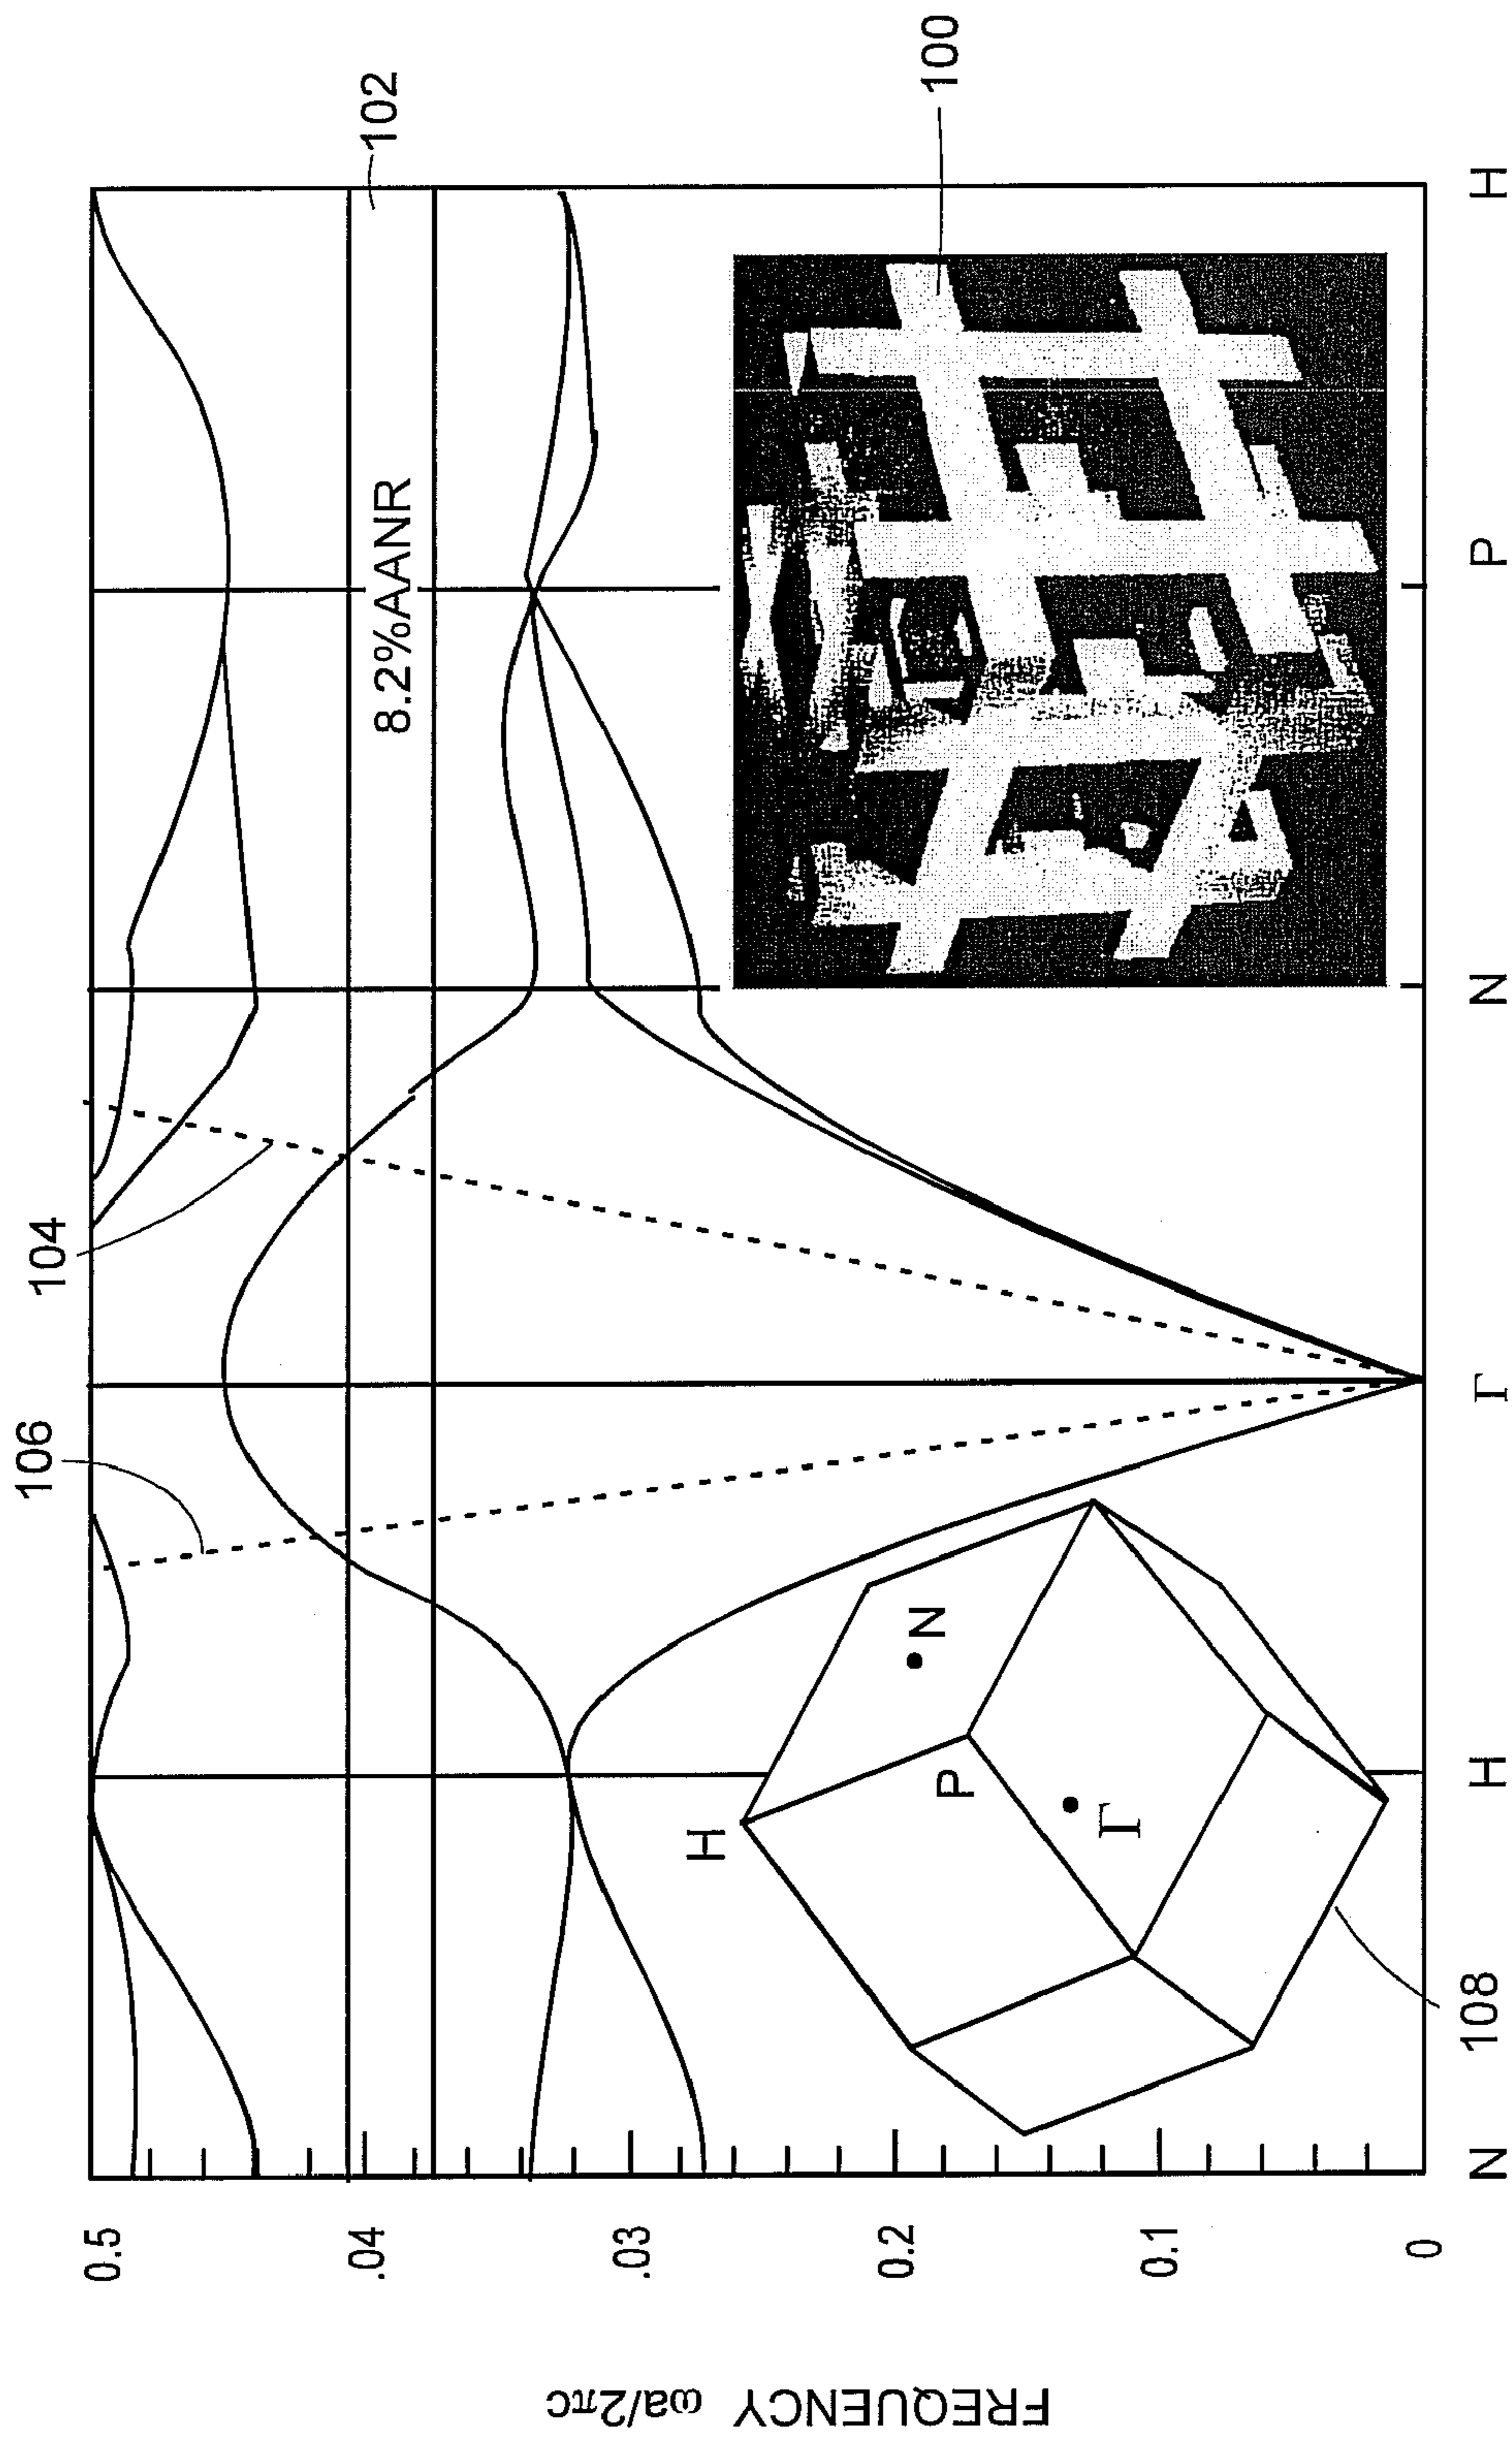 FREQUENCY ωa/2πc
0.5
.04
.03
0.2
0.1
0
106
104
102
8.2%AANR
100
H
P
N
Γ
108
N
H
Γ
N
P
H